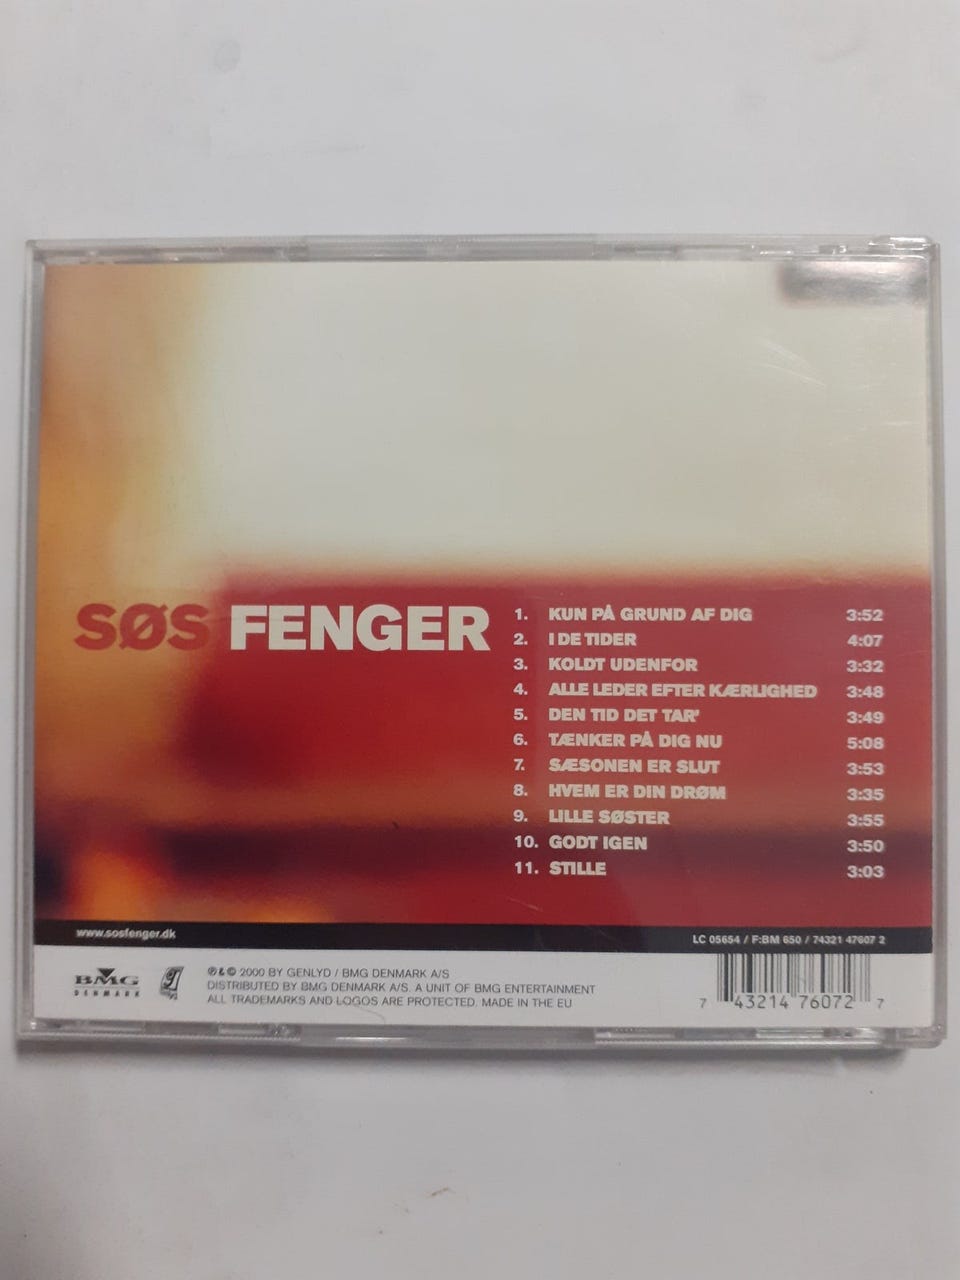 SØS FENGER
1. KUN PÅ GRUND AF DIG 3:52
2. I DE TIDER 4:07
3. KOLDT UDENFOR 3:32
4. ALLE LEDER EFTER KÆRLIGHED 3:48
5. DEN TID DET TAR' 3:49
6. TÆNKER PÅ DIG NU 5:08
7. SÆSONEN ER SLUT 3:53
8. HVEM ER DIN DRØM 3:35
9. LILLE SØSTER 3:55
10. GODT IGEN 3:50
11. STILLE 3:03
www.sosfenger.dk
LC 05654 / F:BM 650 / 74321 47607 2
BMG
DENMARK
℗ & © 2000 BY GENLYD / BMG DENMARK A/S
DISTRIBUTED BY BMG DENMARK A/S. A UNIT OF BMG ENTERTAINMENT
ALL TRADEMARKS AND LOGOS ARE PROTECTED. MADE IN THE EU
7 43214 76072 7